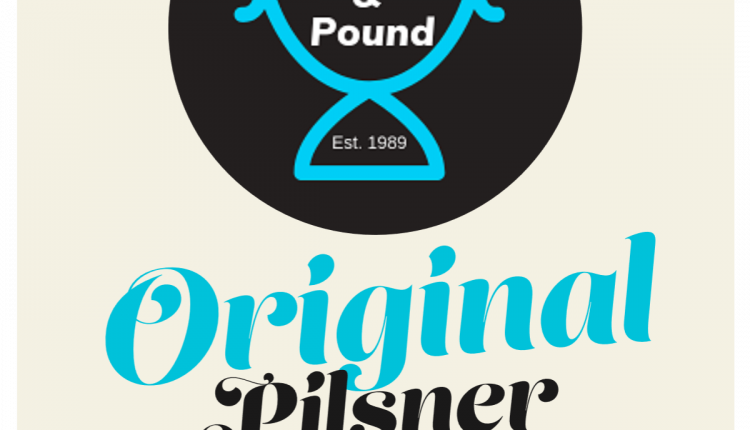 &
Pound
Est. 1989
Original
Pilsner